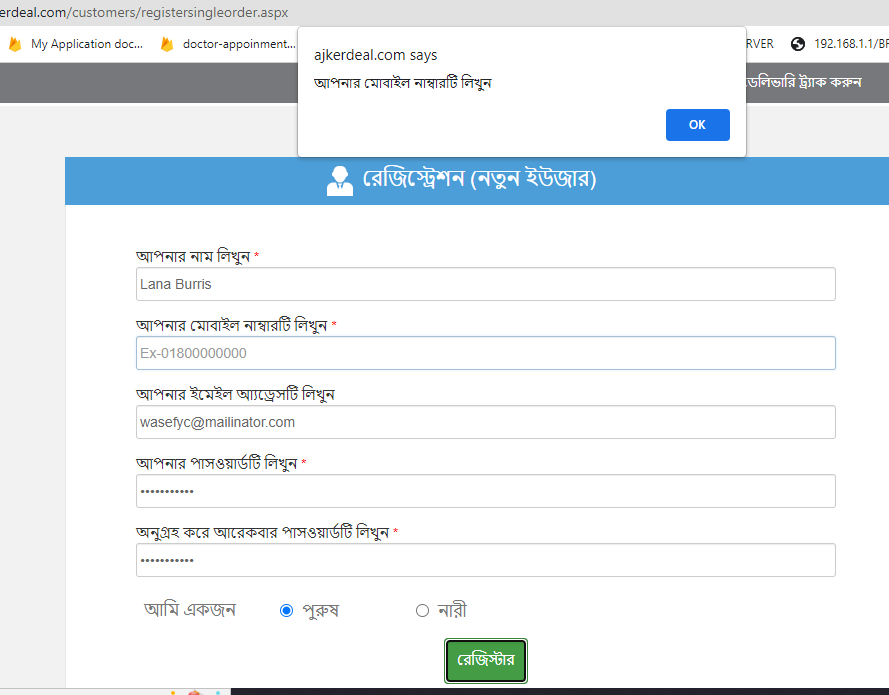 kerdeal.com/customers/registersingleorder.aspx
My Application doc...
doctor-appoinment...
RVER
192.168.1.1/BF
ajkerdeal.com says
আপনার মোবাইল নাম্বারটি লিখুন
OK
ডেলিভারি ট্র্যাক করুন
রেজিস্ট্রেশন (নতুন ইউজার)
আপনার নাম লিখুন *
Lana Burris
আপনার মোবাইল নাম্বারটি লিখুন *
Ex-01800000000
আপনার ইমেইল অ্যাড্রেসটি লিখুন
wasefyc@mailinator.com
আপনার পাসওয়ার্ডটি লিখুন *
•••••••••••
অনুগ্রহ করে আরেকবার পাসওয়ার্ডটি লিখুন *
•••••••••••
আমি একজন পুরুষ নারী
রেজিস্টার